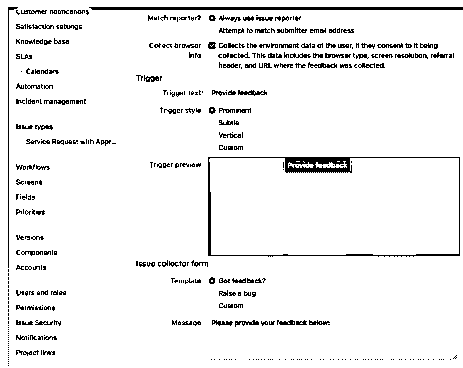 Customer notifications
Satisfaction settings
Knowledge base
SLAs
Calendars
Automation
Incident management
Issue types
Service Request with Appr...
Workflows
Screens
Fields
Priorities
Versions
Components
Accounts
Users and roles
Permissions
Issue Security
Notifications
Project links
Match reporter? Always use issue reporter
Attempt to match submitter email address
Collect browser info Collects the environment data of the user, if they consent to it being
collected. This data includes the browser type, screen resolution, referral
header, and URL where the feedback was collected.
Trigger
Trigger text* Provide feedback
Trigger style Prominent
Subtle
Vertical
Custom
Trigger preview Provide feedback
Issue collector form
Template Got feedback?
Raise a bug
Custom
Message Please provide your feedback below: